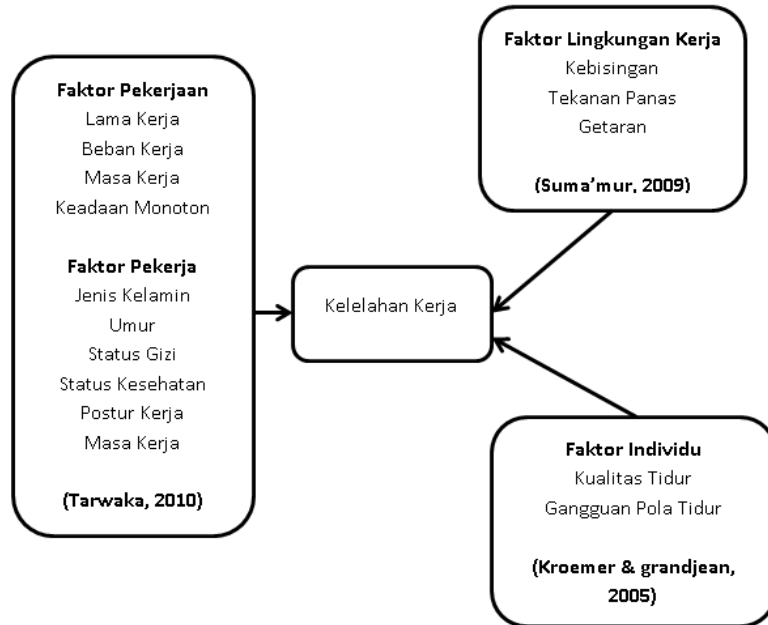 Faktor Pekerjaan
Lama Kerja
Beban Kerja
Masa Kerja
Keadaan Monoton
Faktor Pekerja
Jenis Kelamin
Umur
Status Gizi
Status Kesehatan
Postur Kerja
Masa Kerja
(Tarwaka, 2010)
Kelelahan Kerja
Faktor Lingkungan Kerja
Kebisingan
Tekanan Panas
Getaran
(Suma’mur, 2009)
Faktor Individu
Kualitas Tidur
Gangguan Pola Tidur
(Kroemer & grandjean,
2005)